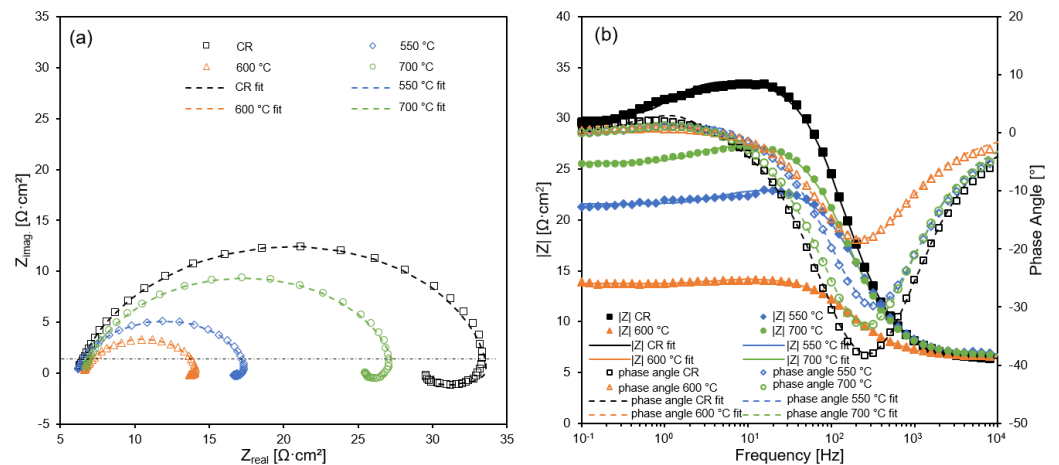 (a)
CR
550 °C
600 °C
700 °C
CR fit
550 °C fit
600 °C fit
700 °C fit
35
30
25
20
15
10
5
0
-5
Z imag. [Ω·cm²]
5
10
15
20
25
30
35
Z real [Ω·cm²]
(b)
40
35
30
25
20
15
10
5
0
|Z| [Ω·cm²]
20
10
0
-10
-20
-30
-40
-50
Phase Angle [°]
|Z| CR
|Z| 550 °C
|Z| 600 °C
|Z| 700 °C
|Z| CR fit
|Z| 550 °C fit
|Z| 600 °C fit
|Z| 700 °C fit
phase angle CR
phase angle 550 °C
phase angle 600 °C
phase angle 700 °C
phase angle CR fit
phase angle 550 °C fit
phase angle 600 °C fit
phase angle 700 °C fit
10⁻¹
10⁰
10¹
10²
10³
10⁴
Frequency [Hz]